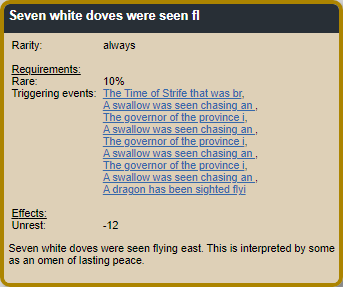 Seven white doves were seen fl
Rarity: always
Requirements:
Rare: 10%
Triggering events: The Time of Strife that was br,
A swallow was seen chasing an ,
The governor of the province i,
A swallow was seen chasing an ,
The governor of the province i,
A swallow was seen chasing an ,
The governor of the province i,
A swallow was seen chasing an ,
A dragon has been sighted flyi
Effects:
Unrest: -12
Seven white doves were seen flying east. This is interpreted by some
as an omen of lasting peace.